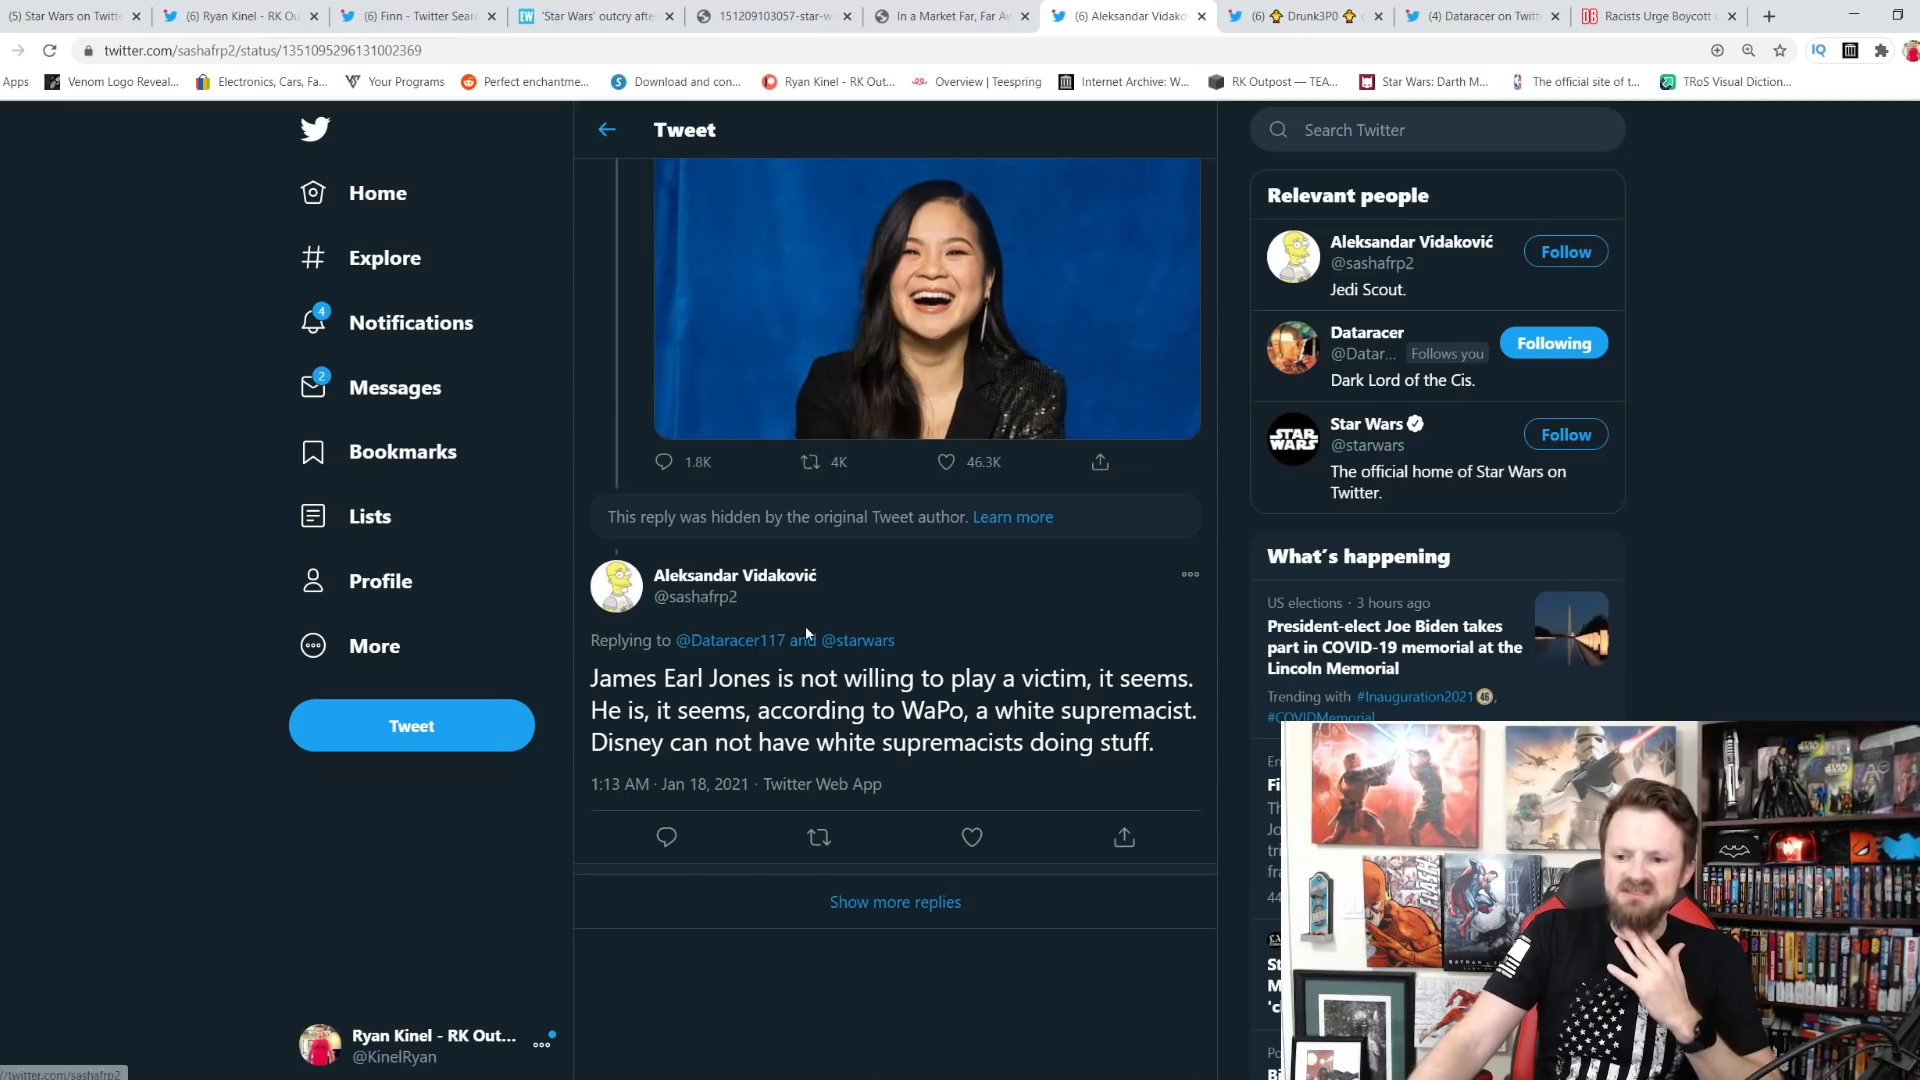 (5) Star Wars on Twitt
(6) Ryan Kinel - RK Ou
(6) Finn - Twitter Sear
'Star Wars' outcry afte
151209103057-star-w
In a Market Far, Far A
(6) Aleksandar Vidako
(6) Drunk3P0
(4) Dataracer on Twitt
Racists Urge Boycott
twitter.com/sashafrp2/status/1351095296131002369
Apps
Venom Logo Reveal...
Electronics, Cars, Fa...
Your Programs
Perfect enchantme...
Download and con...
Ryan Kinel - RK Out...
Overview | Teespring
Internet Archive: W...
RK Outpost — TEA...
Star Wars: Darth M...
The official site of t...
TRoS Visual Diction...
Home
Explore
4
Notifications
2
Messages
Bookmarks
Lists
Profile
More
Tweet
Ryan Kinel - RK Out...
@KinelRyan
//twitter.com/sashafrp2
Tweet
1.8K
4K
46.3K
This reply was hidden by the original Tweet author. Learn more
Aleksandar Vidaković
@sashafrp2
Replying to @Dataracer117 and @starwars
James Earl Jones is not willing to play a victim, it seems.
He is, it seems, according to WaPo, a white supremacist.
Disney can not have white supremacists doing stuff.
1:13 AM · Jan 18, 2021 · Twitter Web App
Show more replies
Search Twitter
Relevant people
Aleksandar Vidaković
@sashafrp2
Follow
Jedi Scout.
Dataracer
@Datar... Follows you
Following
Dark Lord of the Cis.
STAR WARS
Star Wars
@starwars
Follow
The official home of Star Wars on
Twitter.
What's happening
US elections · 3 hours ago
President-elect Joe Biden takes
part in COVID-19 memorial at the
Lincoln Memorial
Trending with #Inauguration2021,
#COVIDMemorial